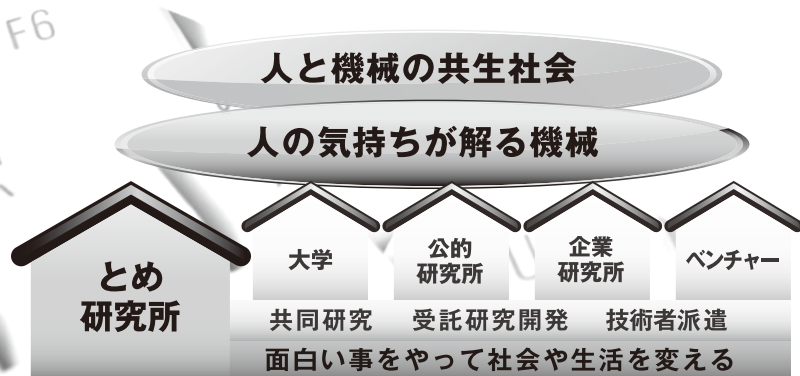 F6
人と機械の共生社会
人の気持ちが解る機械
とめ
研究所
大学
公的
研究所
企業
研究所
ベンチャー
共同研究 受託研究開発 技術者派遣
面白い事をやって社会や生活を変える